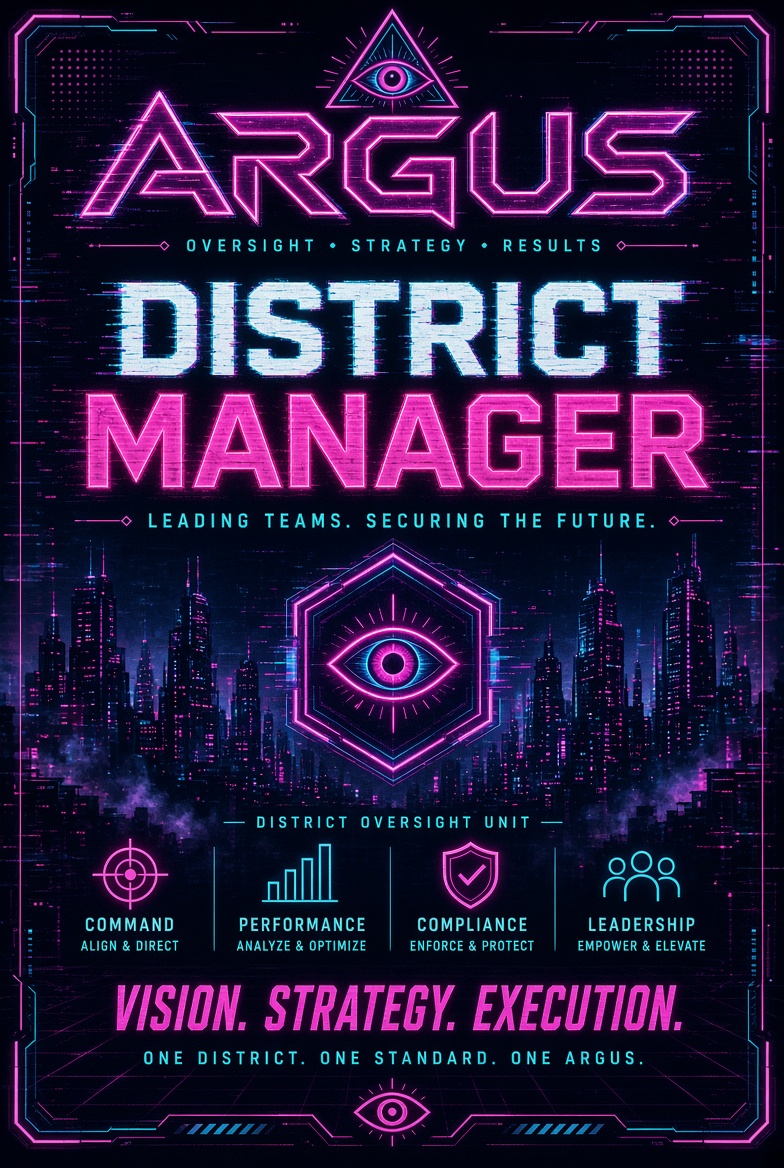 ARGUS
OVERSIGHT • STRATEGY • RESULTS
DISTRICT
MANAGER
LEADING TEAMS. SECURING THE FUTURE.
DISTRICT OVERSIGHT UNIT
COMMAND
ALIGN & DIRECT
PERFORMANCE
ANALYZE & OPTIMIZE
COMPLIANCE
ENFORCE & PROTECT
LEADERSHIP
EMPOWER & ELEVATE
VISION. STRATEGY. EXECUTION.
ONE DISTRICT. ONE STANDARD. ONE ARGUS.